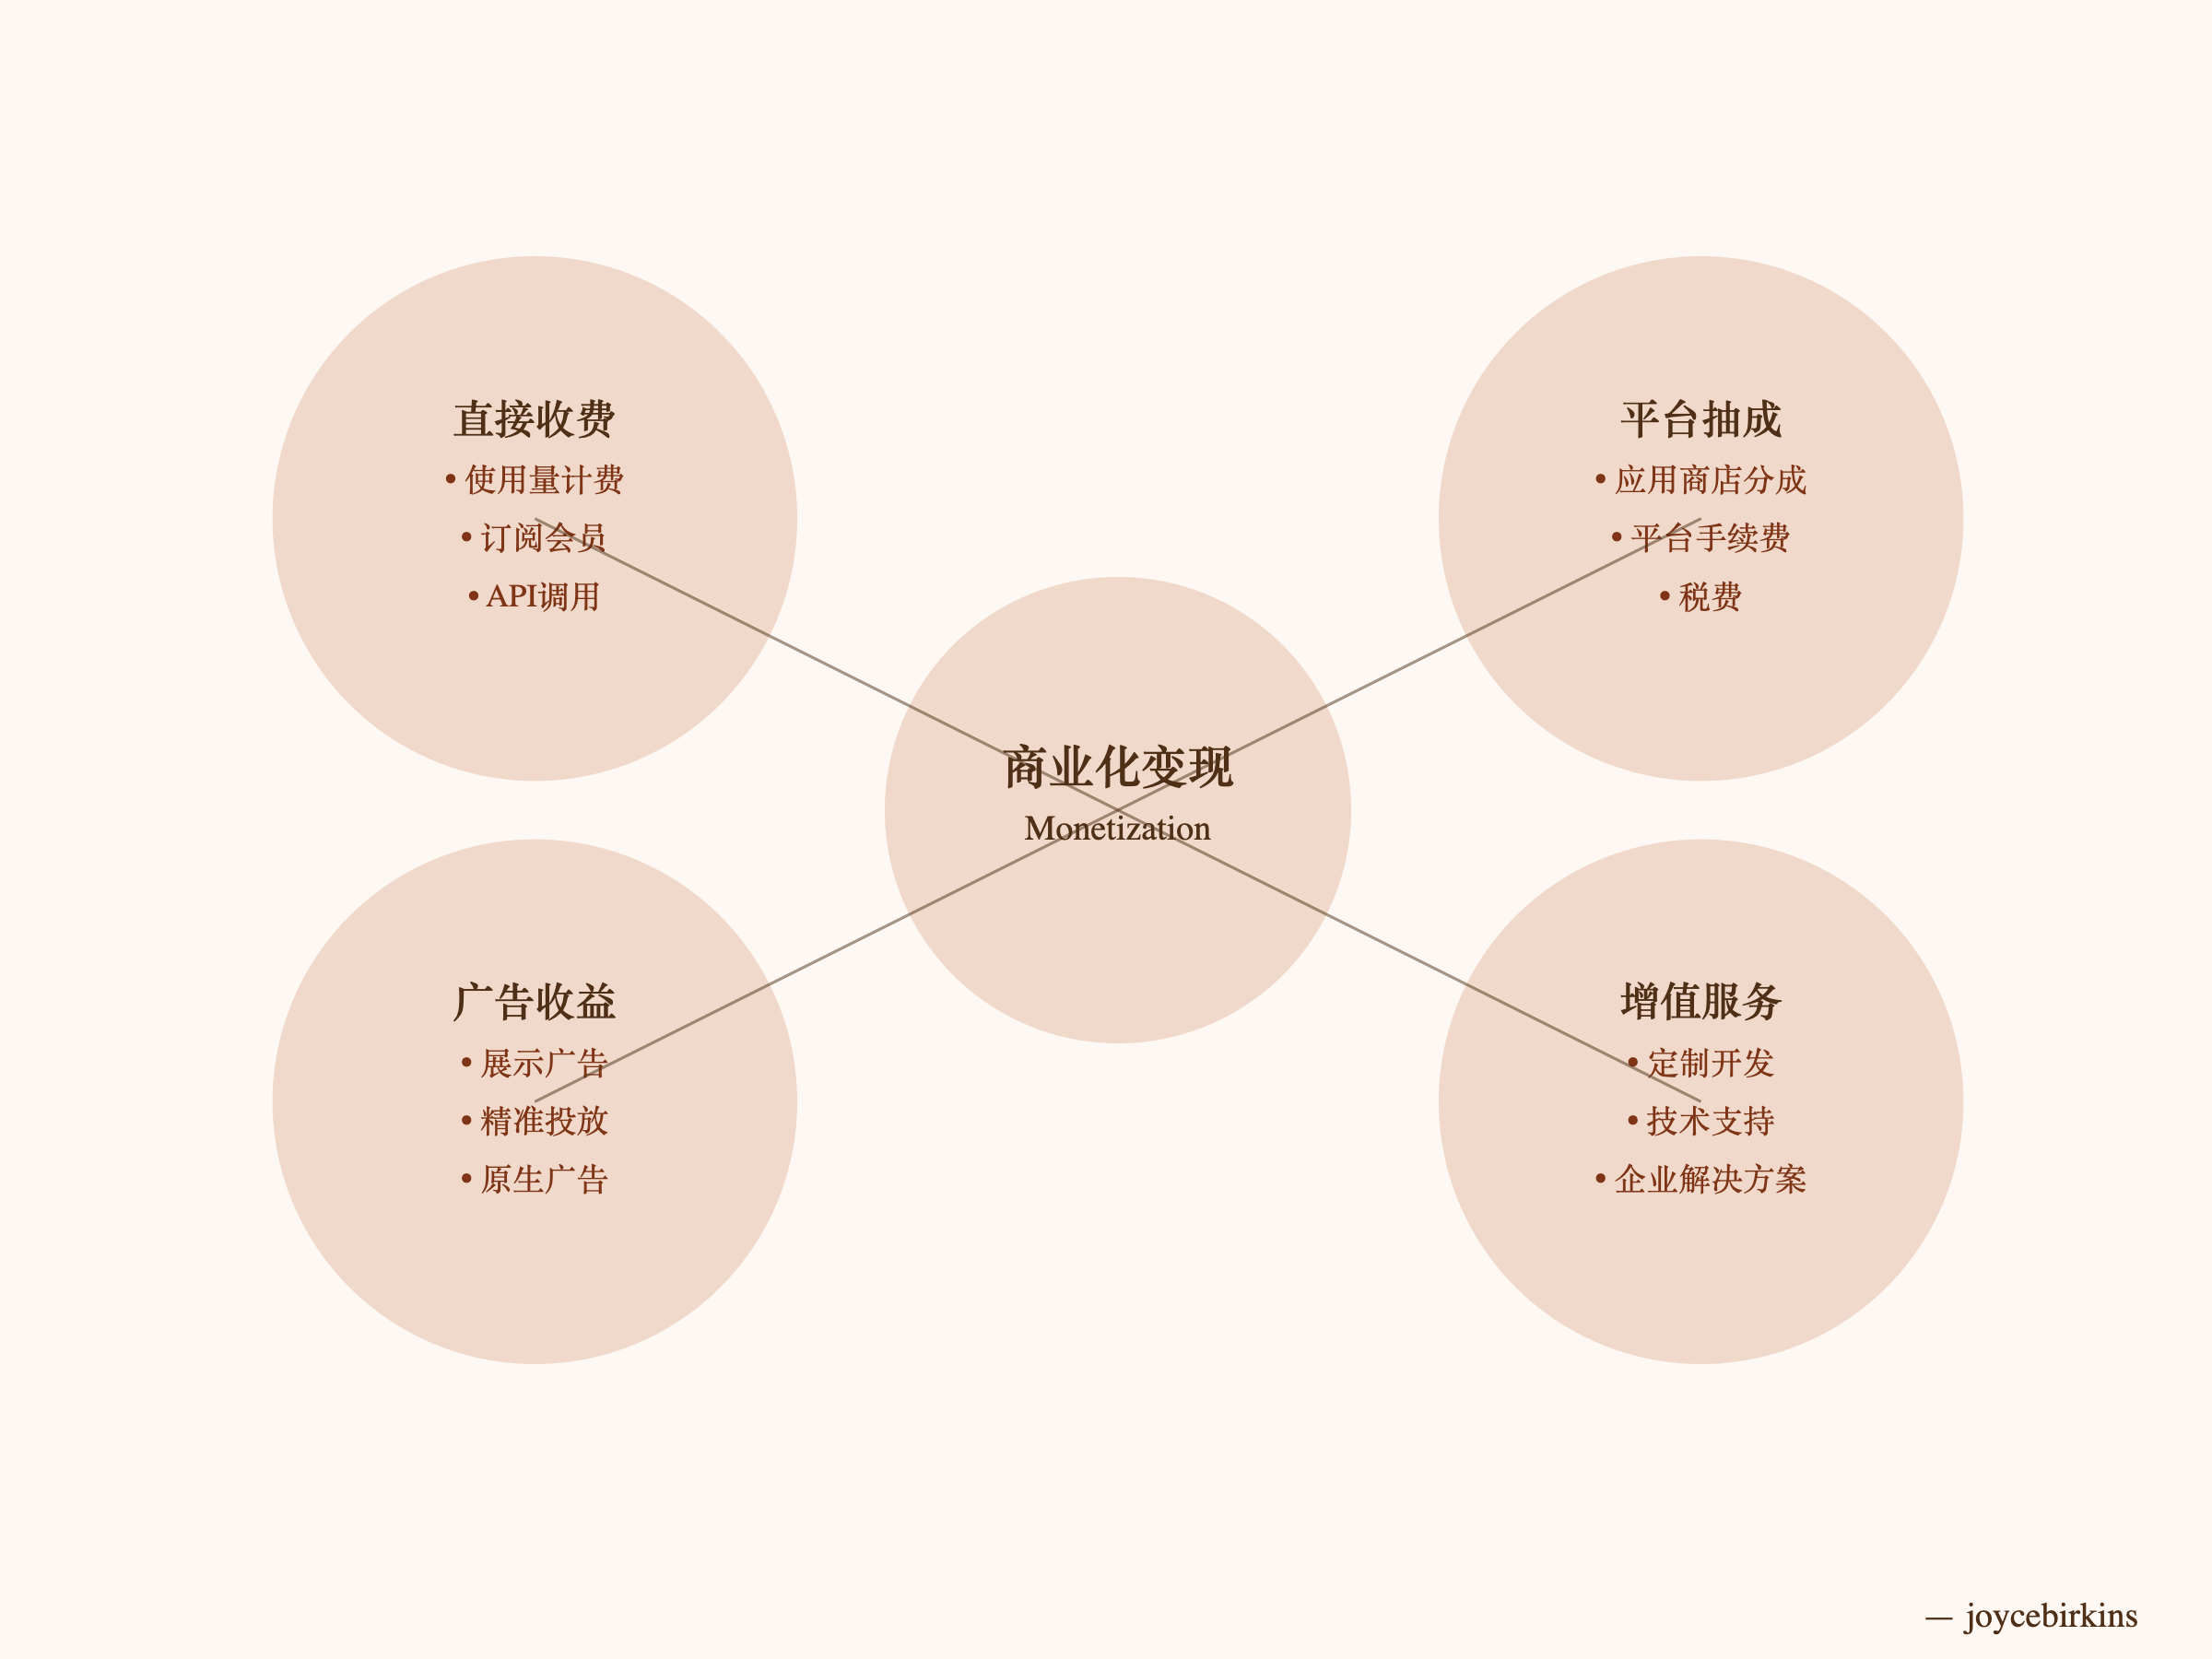 直接收费
• 使用量计费
• 订阅会员
• API调用
平台抽成
• 应用商店分成
• 平台手续费
• 税费
商业化变现
Monetization
广告收益
• 展示广告
• 精准投放
• 原生广告
增值服务
• 定制开发
• 技术支持
• 企业解决方案
— joycebirkins